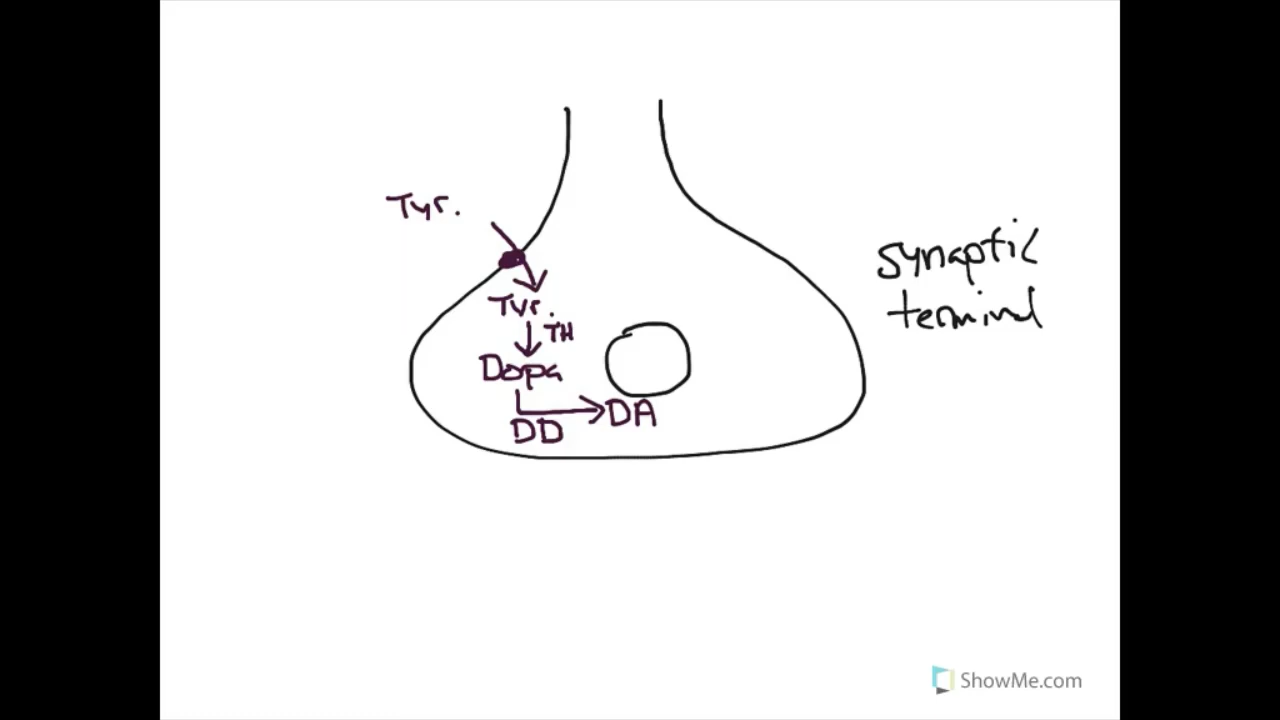 Tyr.
synaptic
terminal
Tyr.
TH
Dopa
DA
DD
ShowMe.com